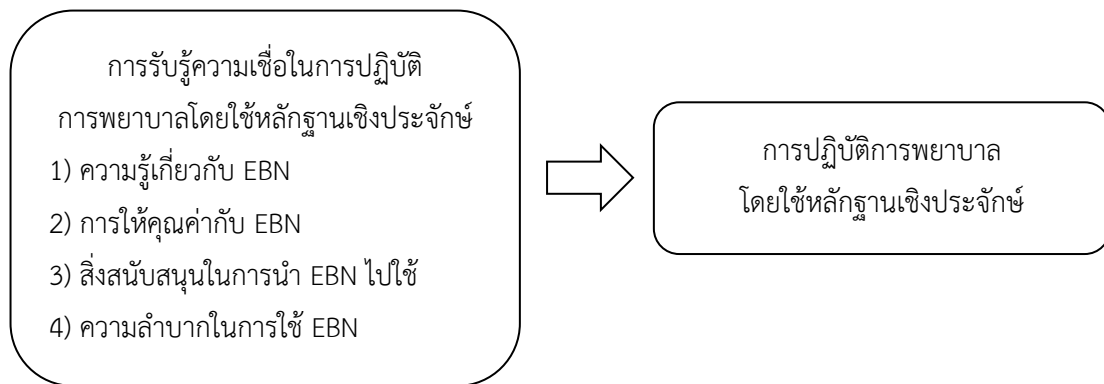 การรับรู้ความเชื่อในการปฏิบัติ
การพยาบาลโดยใช้หลักฐานเชิงประจักษ์
1) ความรู้เกี่ยวกับ EBN
2) การให้คุณค่ากับ EBN
3) สิ่งสนับสนุนในการนำ EBN ไปใช้
4) ความลำบากในการใช้ EBN
การปฏิบัติการพยาบาล
โดยใช้หลักฐานเชิงประจักษ์